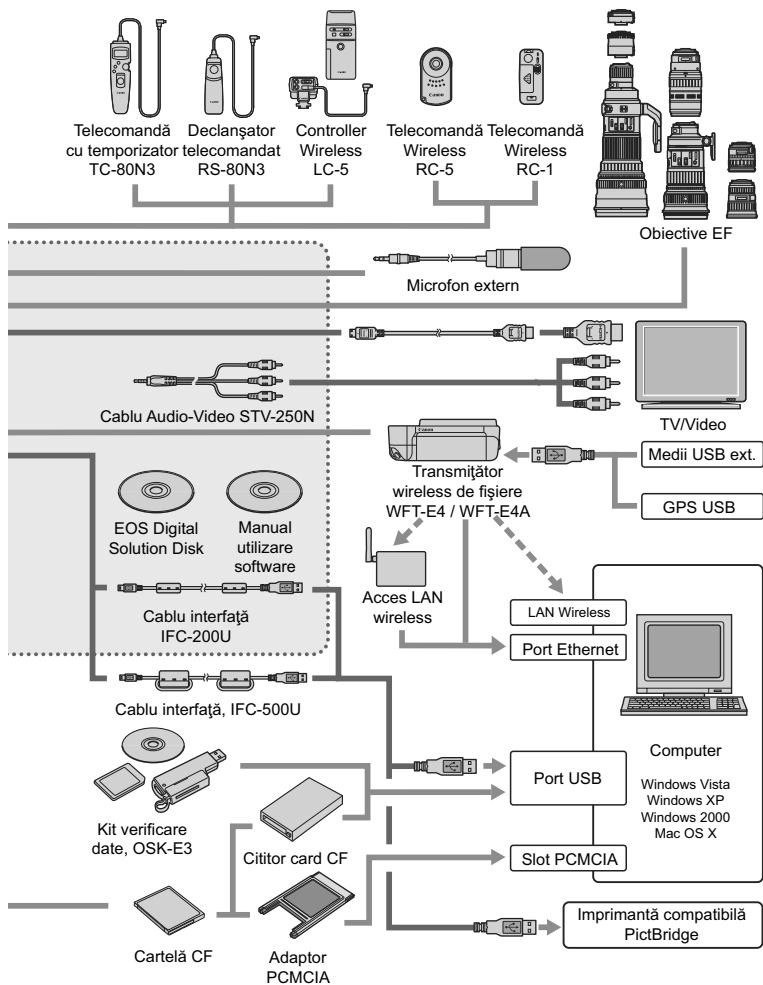 Telecomandă
cu temporizator
TC-80N3
Declanşator
telecomandat
RS-80N3
Controller
Wireless
LC-5
Telecomandă
Wireless
RC-5
Telecomandă
Wireless
RC-1
Canon
Obiective EF
Microfon extern
Cablu Audio-Video STV-250N
TV/Video
Canon
Transmiţător
wireless de fişiere
WFT-E4 / WFT-E4A
Medii USB ext.
GPS USB
EOS Digital
Solution Disk
Manual
utilizare
software
Acces LAN
wireless
LAN Wireless
Port Ethernet
Cablu interfaţă
IFC-200U
Cablu interfaţă, IFC-500U
Computer
Windows Vista
Windows XP
Windows 2000
Mac OS X
Port USB
Kit verificare
date, OSK-E3
Cititor card CF
Slot PCMCIA
Cartelă CF
Adaptor
PCMCIA
Imprimantă compatibilă
PictBridge